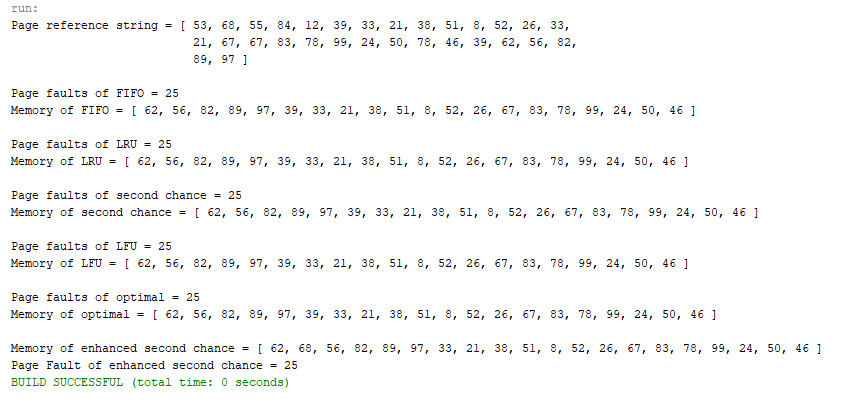 run:
Page reference string = [ 53, 68, 55, 84, 12, 39, 33, 21, 38, 51, 8, 52, 26, 33,
21, 67, 67, 83, 78, 99, 24, 50, 78, 46, 39, 62, 56, 82,
89, 97 ]
Page faults of FIFO = 25
Memory of FIFO = [ 62, 56, 82, 89, 97, 39, 33, 21, 38, 51, 8, 52, 26, 67, 83, 78, 99, 24, 50, 46 ]
Page faults of LRU = 25
Memory of LRU = [ 62, 56, 82, 89, 97, 39, 33, 21, 38, 51, 8, 52, 26, 67, 83, 78, 99, 24, 50, 46 ]
Page faults of second chance = 25
Memory of second chance = [ 62, 56, 82, 89, 97, 39, 33, 21, 38, 51, 8, 52, 26, 67, 83, 78, 99, 24, 50, 46 ]
Page faults of LFU = 25
Memory of LFU = [ 62, 56, 82, 89, 97, 39, 33, 21, 38, 51, 8, 52, 26, 67, 83, 78, 99, 24, 50, 46 ]
Page faults of optimal = 25
Memory of optimal = [ 62, 56, 82, 89, 97, 39, 33, 21, 38, 51, 8, 52, 26, 67, 83, 78, 99, 24, 50, 46 ]
Memory of enhanced second chance = [ 62, 68, 56, 82, 89, 97, 33, 21, 38, 51, 8, 52, 26, 67, 83, 78, 99, 24, 50, 46 ]
Page Fault of enhanced second chance = 25
BUILD SUCCESSFUL (total time: 0 seconds)